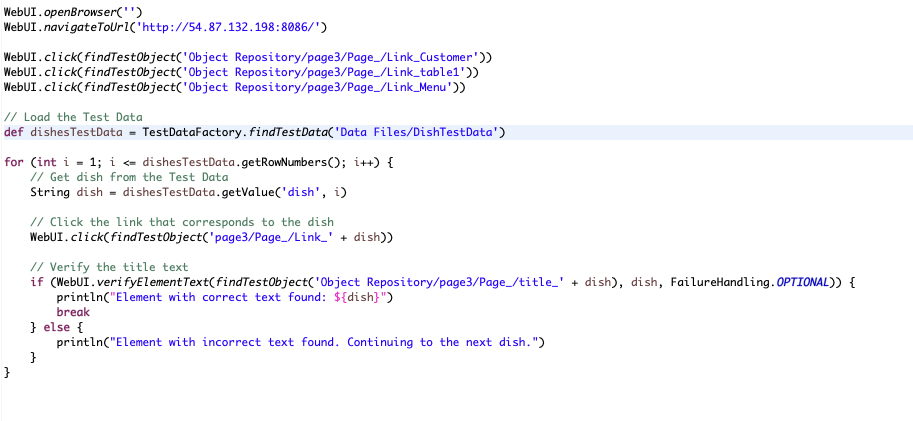 WebUI.openBrowser('')
WebUI.navigateToUrl('http://54.87.132.198:8086/')
WebUI.click(findTestObject('Object Repository/page3/Page_/Link_Customer'))
WebUI.click(findTestObject('Object Repository/page3/Page_/Link_table1'))
WebUI.click(findTestObject('Object Repository/page3/Page_/Link_Menu'))
// Load the Test Data
def dishesTestData = TestDataFactory.findTestData('Data Files/DishTestData')
for (int i = 1; i <= dishesTestData.getRowNumbers(); i++) {
    // Get dish from the Test Data
    String dish = dishesTestData.getValue('dish', i)
    // Click the link that corresponds to the dish
    WebUI.click(findTestObject('page3/Page_/Link_' + dish))
    // Verify the title text
    if (WebUI.verifyElementText(findTestObject('Object Repository/page3/Page_/title_' + dish), dish, FailureHandling.OPTIONAL)) {
        println("Element with correct text found: ${dish}")
        break
    } else {
        println("Element with incorrect text found. Continuing to the next dish.")
    }
}